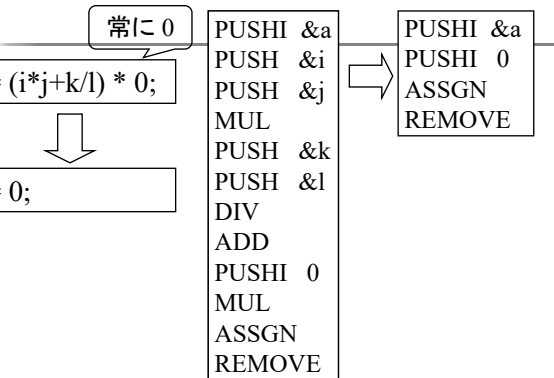 常に 0
= (i*j+k/l) * 0;
= 0;
PUSHI &a
PUSH &i
PUSH &j
MUL
PUSH &k
PUSH &l
DIV
ADD
PUSHI 0
MUL
ASSGN
REMOVE
PUSHI &a
PUSHI 0
ASSGN
REMOVE